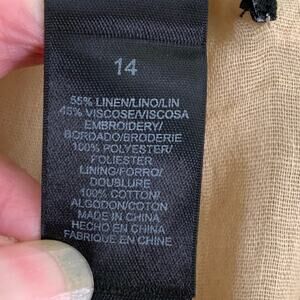 14
55% LINEN/LINO/LIN
45% VISCOSE/VISCOSA
EMBROIDERY/
BORDADO/BRODERIE
100% POLYESTER/
POLIESTER
LINING/FORRO/
DOUBLURE
100% COTTON/
ALGODON/COTON
MADE IN CHINA
HECHO EN CHINA
FABRIQUE EN CHINE